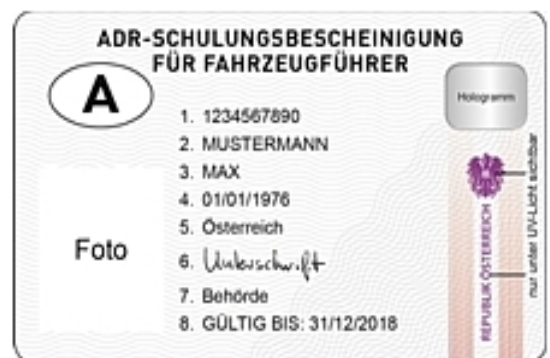 ADR-SCHULUNGSBESCHEINIGUNG
FÜR FAHRZEUGFÜHRER
A
Hologramm
1. 1234567890
2. MUSTERMANN
3. MAX
4. 01/01/1976
5. Österreich
6. Unterschrift
7. Behörde
8. GÜLTIG BIS: 31/12/2018
Foto
REPUBLIK ÖSTERREICH
nur unter UV-Licht sichtbar